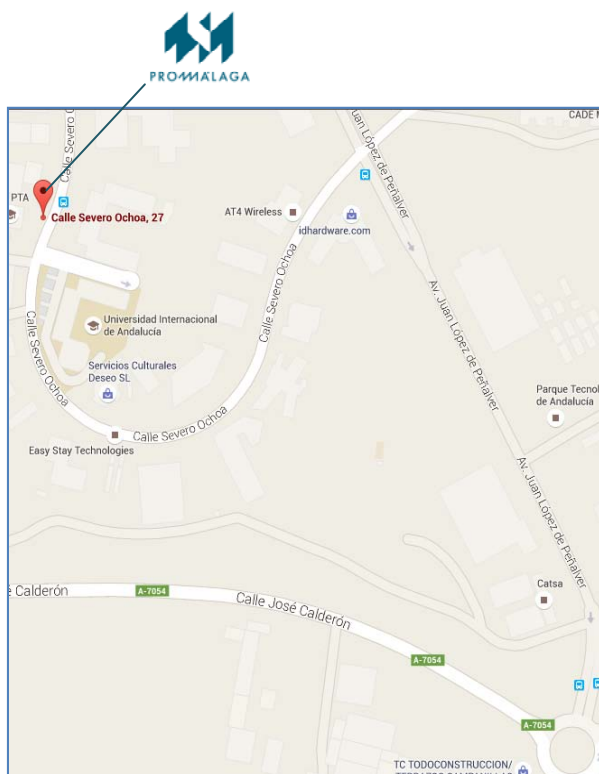 PROMMÁLAGA
CADE
Calle Severo
Juan López de Peñalver
PTA
Calle Severo Ochoa, 27
AT4 Wireless
idhardware.com
Calle Severo Ochoa
Av. Juan López de Peñalver
Universidad Internacional
de Andalucía
Calle Severo Ochoa
Servicios Culturales
Deseo SL
Parque Tecnol
de Andalucía
Calle Severo Ochoa
Easy Stay Technologies
Av. Juan López de Peñalver
Catsa
é Calderón
A-7054
Calle José Calderón
A-7054
A-7054
TC TODOCONSTRUCCION/